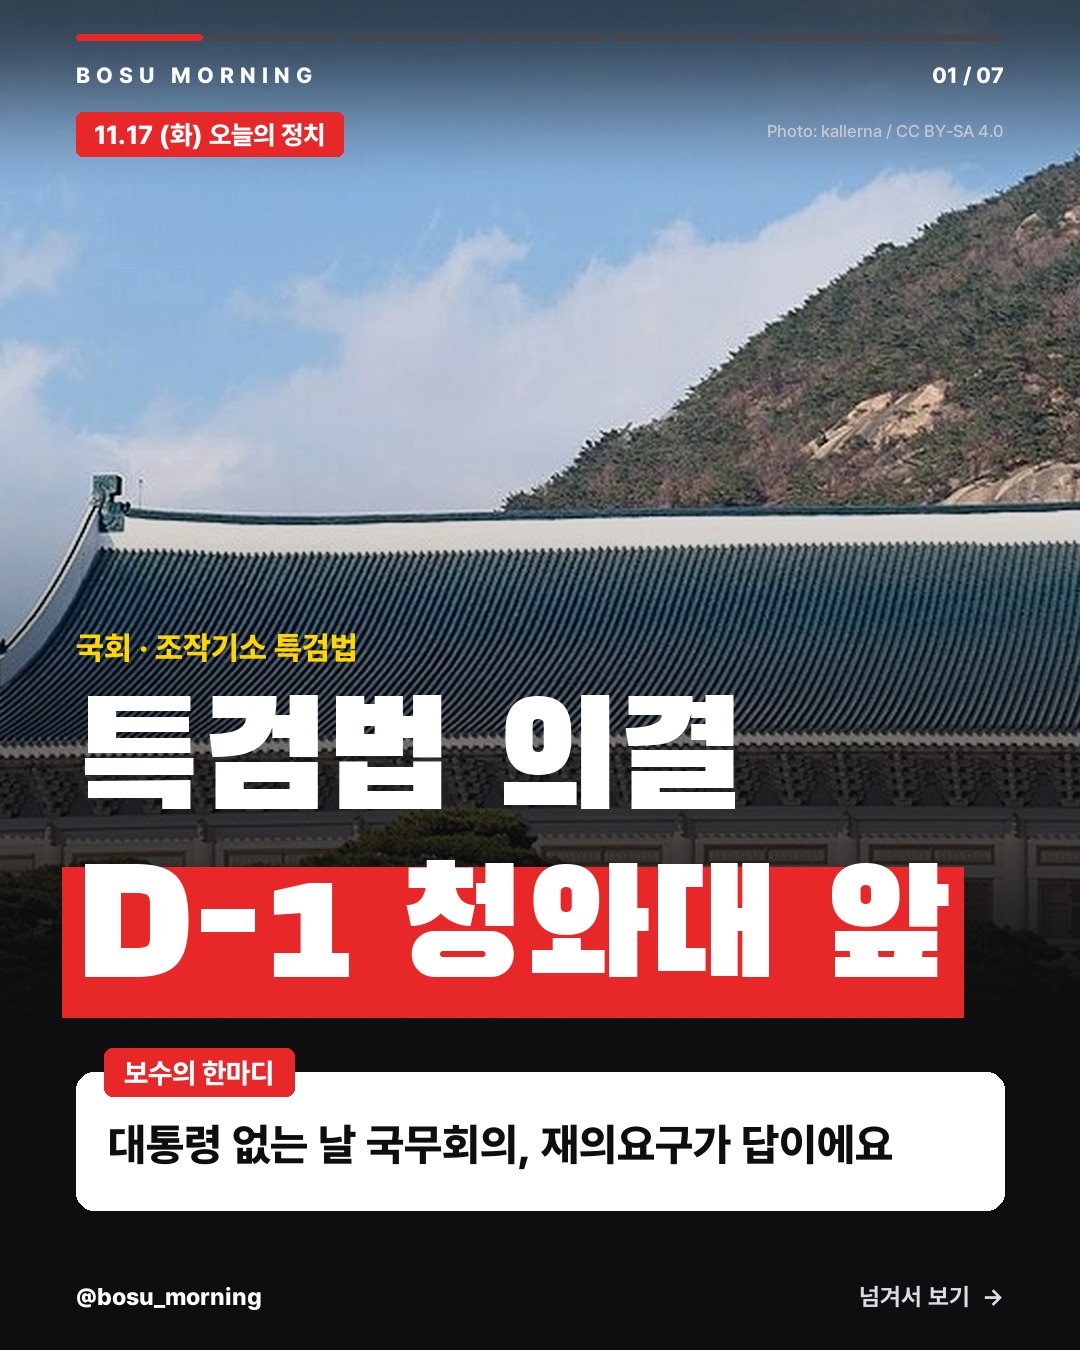 BOSU MORNING
01 / 07
11.17 (화) 오늘의 정치
Photo: kallerna / CC BY-SA 4.0
국회 · 조작기소 특검법
특검법 의결
D-1 청와대 앞
보수의 한마디
대통령 없는 날 국무회의, 재의요구가 답이에요
@bosu_morning
넘겨서 보기 →